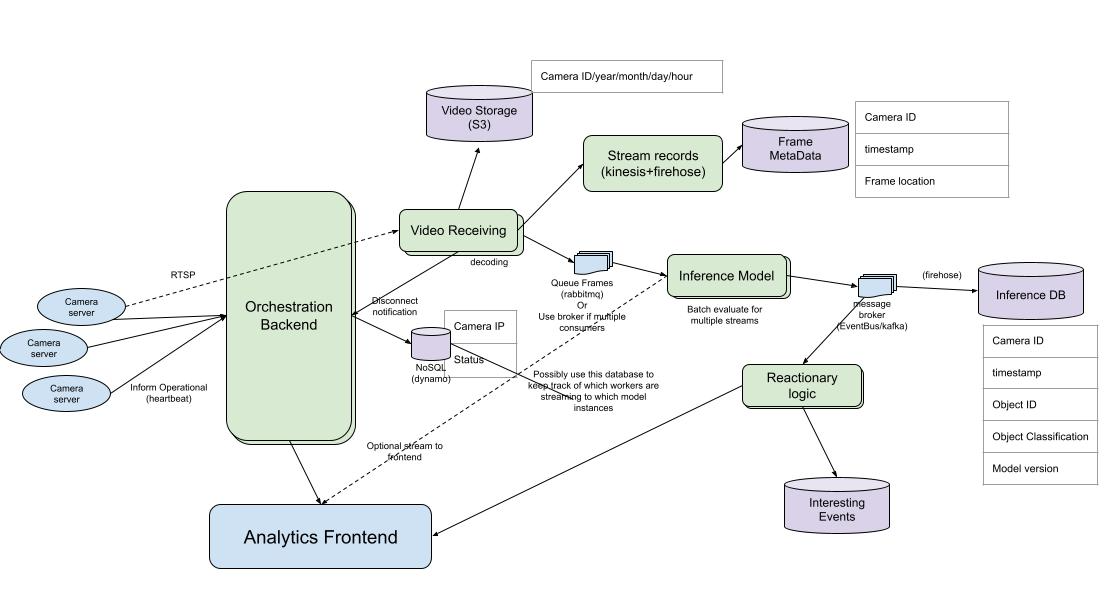 Camera ID/year/month/day/hour
Video Storage
(S3)
Camera ID
timestamp
Frame location
Frame
MetaData
Stream records
(kinesis+firehose)
Video Receiving
decoding
RTSP
Camera
server
Camera
server
Camera
server
Inform Operational
(heartbeat)
Orchestration
Backend
Disconnect
notification
Camera IP
Status
NoSQL
(dynamo)
Queue Frames
(rabbitmq)
Or
Use broker if multiple
consumers
Inference Model
Batch evaluate for
multiple streams
message
broker
(EventBus/kafka)
(firehose)
Inference DB
Camera ID
timestamp
Object ID
Object Classification
Model version
Possibly use this database to
keep track of which workers are
streaming to which model
instances
Reactionary
logic
Optional stream to
frontend
Interesting
Events
Analytics Frontend